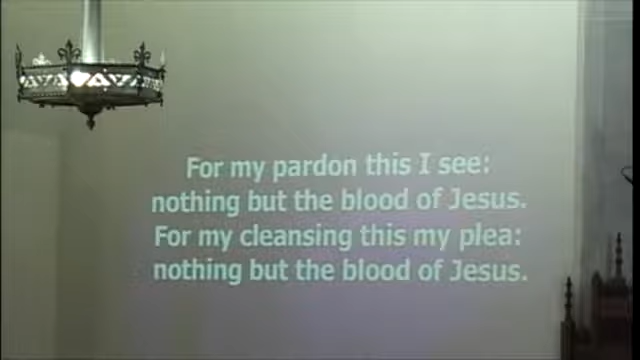 For my pardon this I see:
nothing but the blood of Jesus.
For my cleansing this my plea:
nothing but the blood of Jesus.